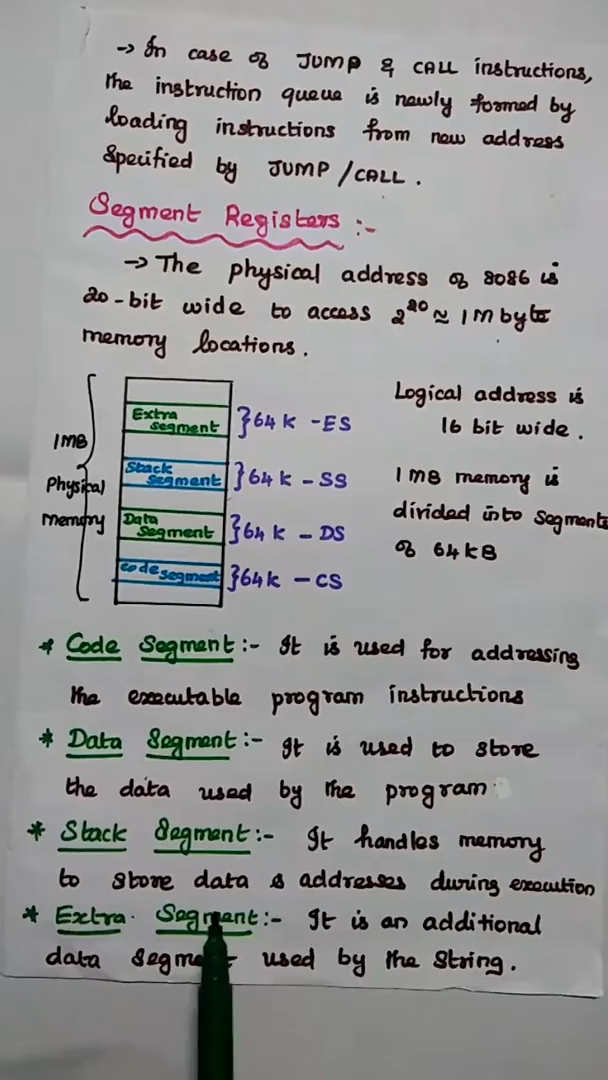 → In case of JUMP & CALL instructions,
the instruction queue is newly formed by
loading instructions from new address
specified by JUMP/CALL.
Segment Registers :-
→ The physical address of 8086 is
20-bit wide to access 2²⁰ ≈ 1M byte
memory locations.
1MB
Physical
memory
Extra
segment
}64K - ES
Stack
segment
}64K - SS
Data
segment
}64K - DS
code segment
}64K - CS
Logical address is
16 bit wide.
1MB memory is
divided into segments
of 64KB
* Code Segment :- It is used for addressing
the executable program instructions
* Data Segment :- It is used to store
the data used by the program
* Stack Segment :- It handles memory
to store data & addresses during execution
* Extra Segment :- It is an additional
data segment used by the string.